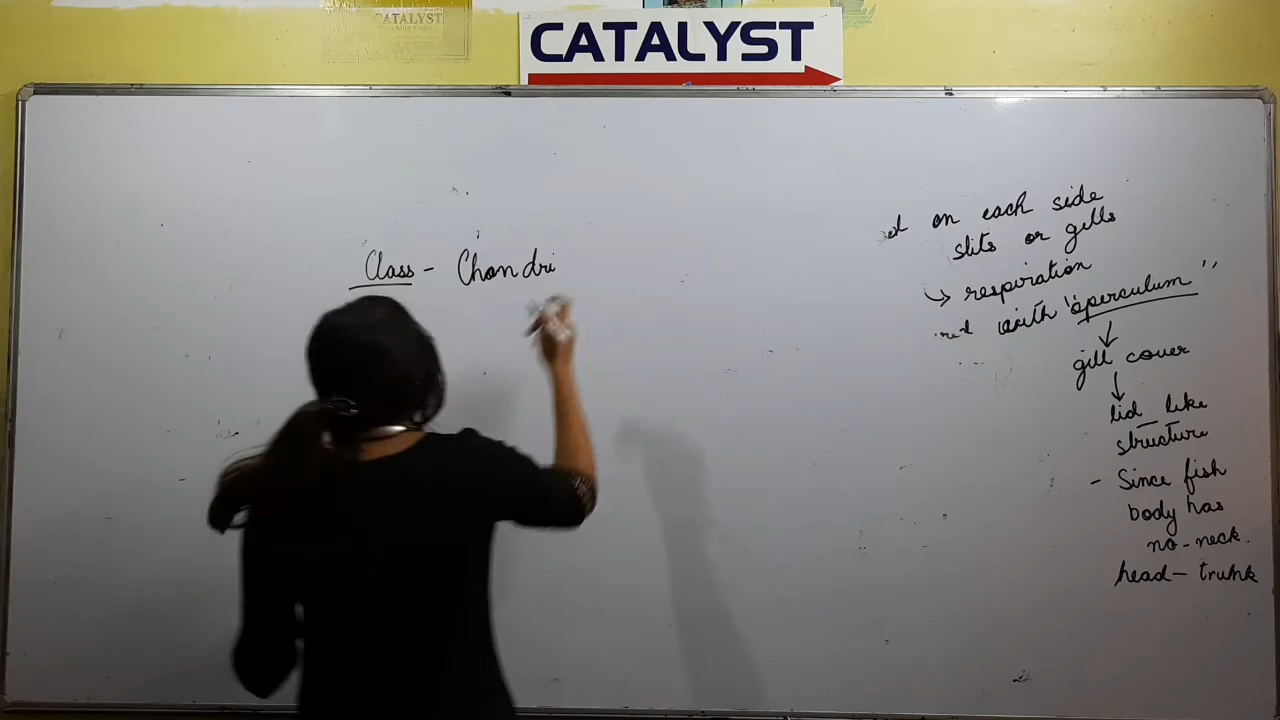 CATALYST
CATALYST
Class - Chondri
on each side
slits or gills
↳ respiration
with "operculum"
↓
gill cover
↓
lid like
structure
- Since fish
body has
no-neck.
head - trunk